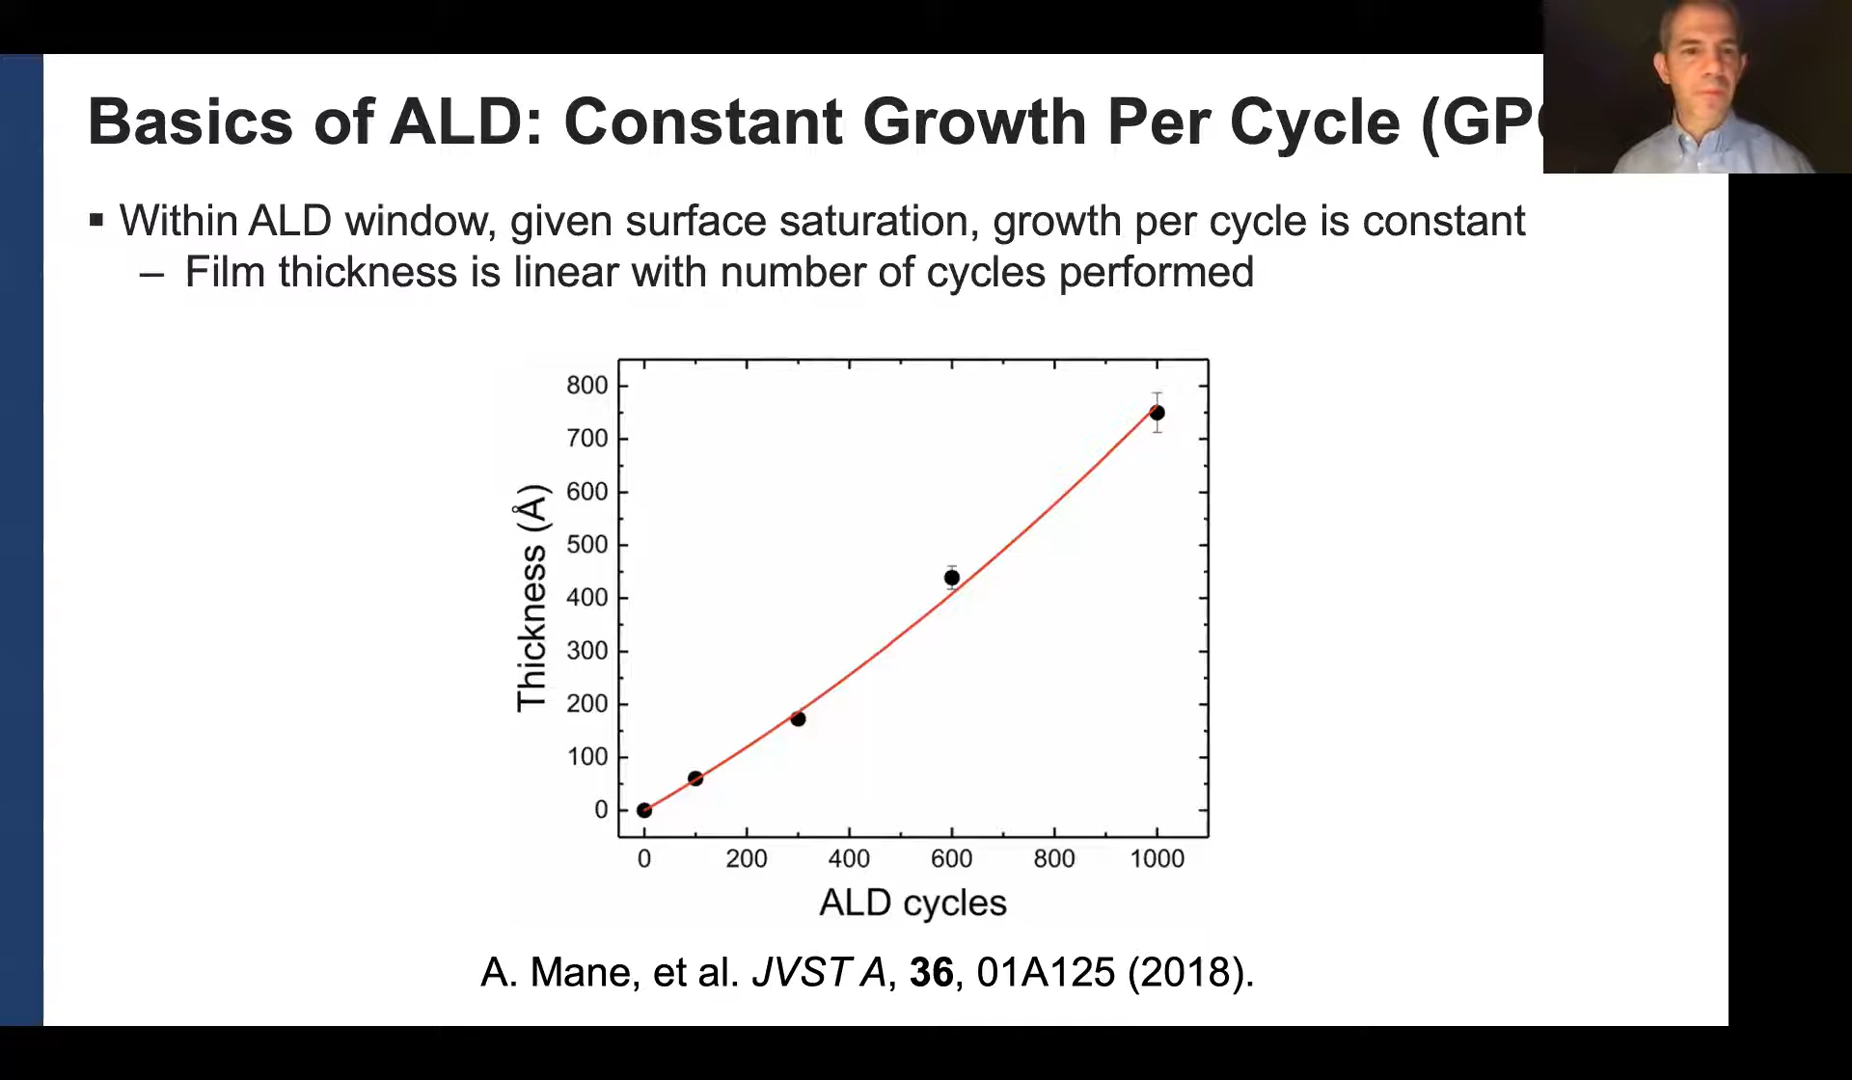 Basics of ALD: Constant Growth Per Cycle (GP
▪ Within ALD window, given surface saturation, growth per cycle is constant
– Film thickness is linear with number of cycles performed
800
700
600
500
400
300
200
100
0
Thickness (Å)
0 200 400 600 800 1000
ALD cycles
A. Mane, et al. JVST A, 36, 01A125 (2018).